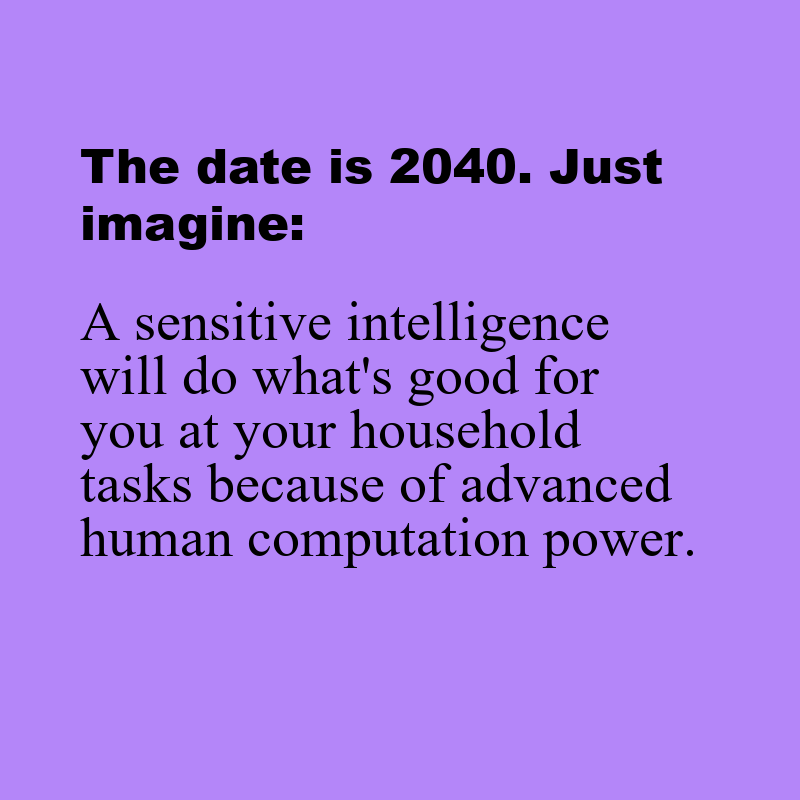 The date is 2040. Just
imagine:
A sensitive intelligence
will do what's good for
you at your household
tasks because of advanced
human computation power.